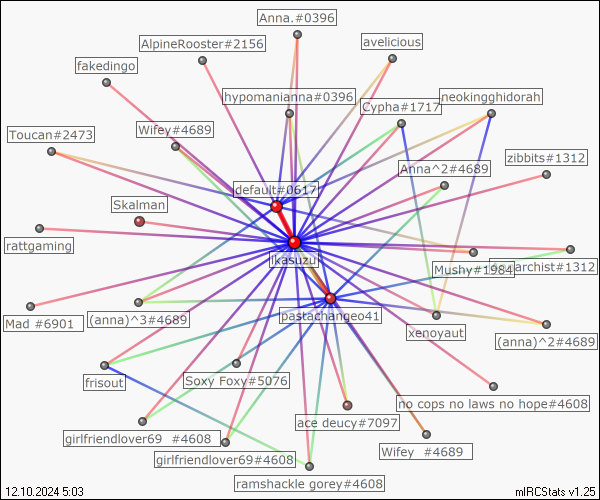 Anna.#0396
AlpineRooster#2156
avelicious
fakedingo
hypomanianna#0396
neokingghidorah
Cypha#1717
Toucan#2473
Wifey#4689
zibbits#1312
Anna^2#4689
default#0617
Skalman
rattgaming
Ikasuzu
Mushy#1984
archist#1312
pastachangeo41
Mad #6901
(anna)^3#4689
xenoyaut
(anna)^2#4689
frisout
Soxy Foxy#5076
no cops no laws no hope#4608
ace deucy#7097
girlfriendlover69 #4608
Wifey #4689
girlfriendlover69#4608
ramshackle gorey#4608
12.10.2024 5:03
mIRCStats v1.25